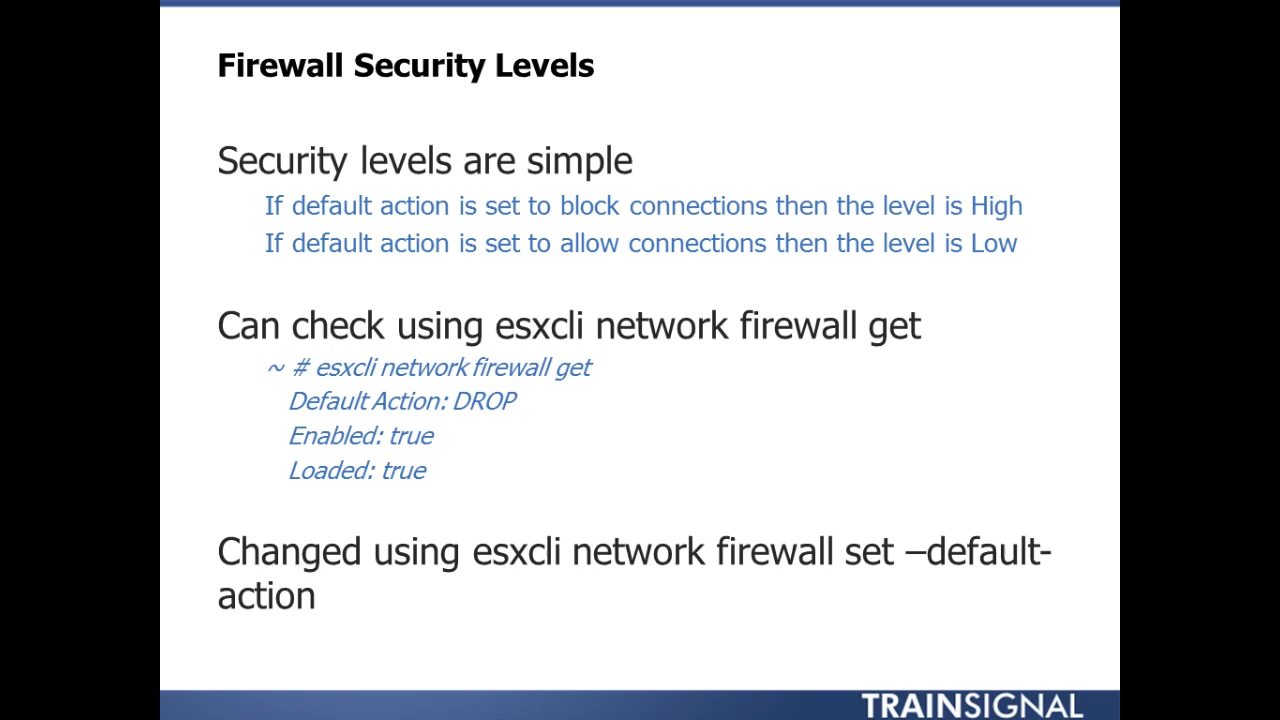 Firewall Security Levels
Security levels are simple
If default action is set to block connections then the level is High
If default action is set to allow connections then the level is Low
Can check using esxcli network firewall get
~ # esxcli network firewall get
Default Action: DROP
Enabled: true
Loaded: true
Changed using esxcli network firewall set –default-
action
TRAINSIGNAL